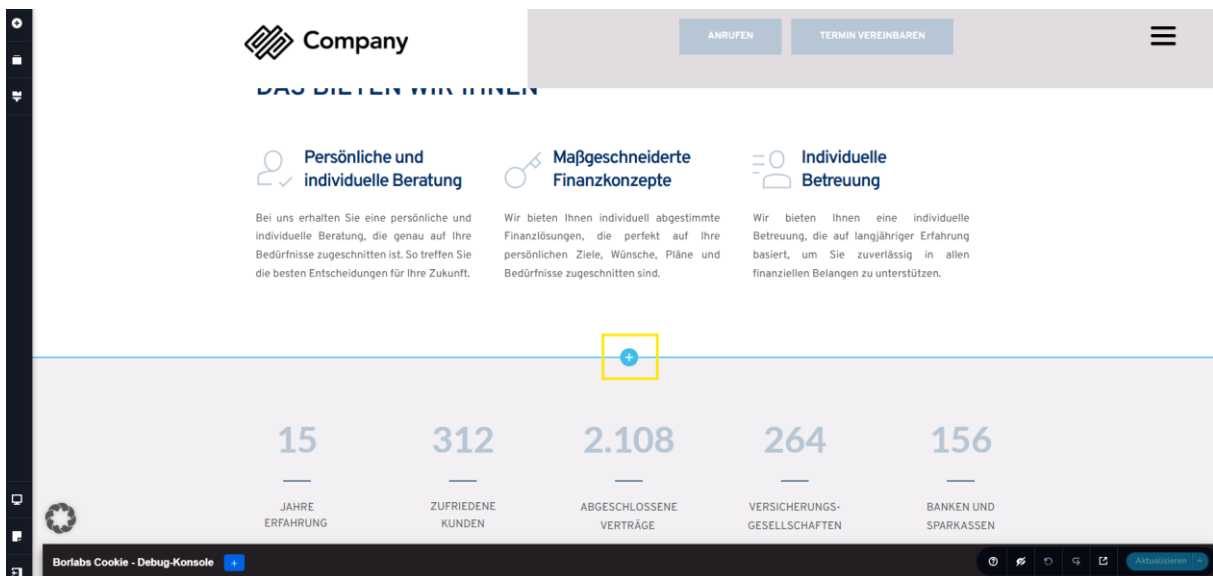 Company
ANRUFEN
TERMIN VEREINBAREN
DAS BIETEN WIR IHNEN
Persönliche und
individuelle Beratung
Bei uns erhalten Sie eine persönliche und
individuelle Beratung, die genau auf Ihre
Bedürfnisse zugeschnitten ist. So treffen Sie
die besten Entscheidungen für Ihre Zukunft.
Maßgeschneiderte
Finanzkonzepte
Wir bieten Ihnen individuell abgestimmte
Finanzlösungen, die perfekt auf Ihre
persönlichen Ziele, Wünsche, Pläne und
Bedürfnisse zugeschnitten sind.
Individuelle
Betreuung
Wir bieten Ihnen eine individuelle
Betreuung, die auf langjähriger Erfahrung
basiert, um Sie zuverlässig in allen
finanziellen Belangen zu unterstützen.
15
JAHRE
ERFAHRUNG
312
ZUFRIEDENE
KUNDEN
2.108
ABGESCHLOSSENE
VERTRÄGE
264
VERSICHERUNGS-
GESELLSCHAFTEN
156
BANKEN UND
SPARKASSEN
Borlabs Cookie - Debug-Konsole
Aktualisieren